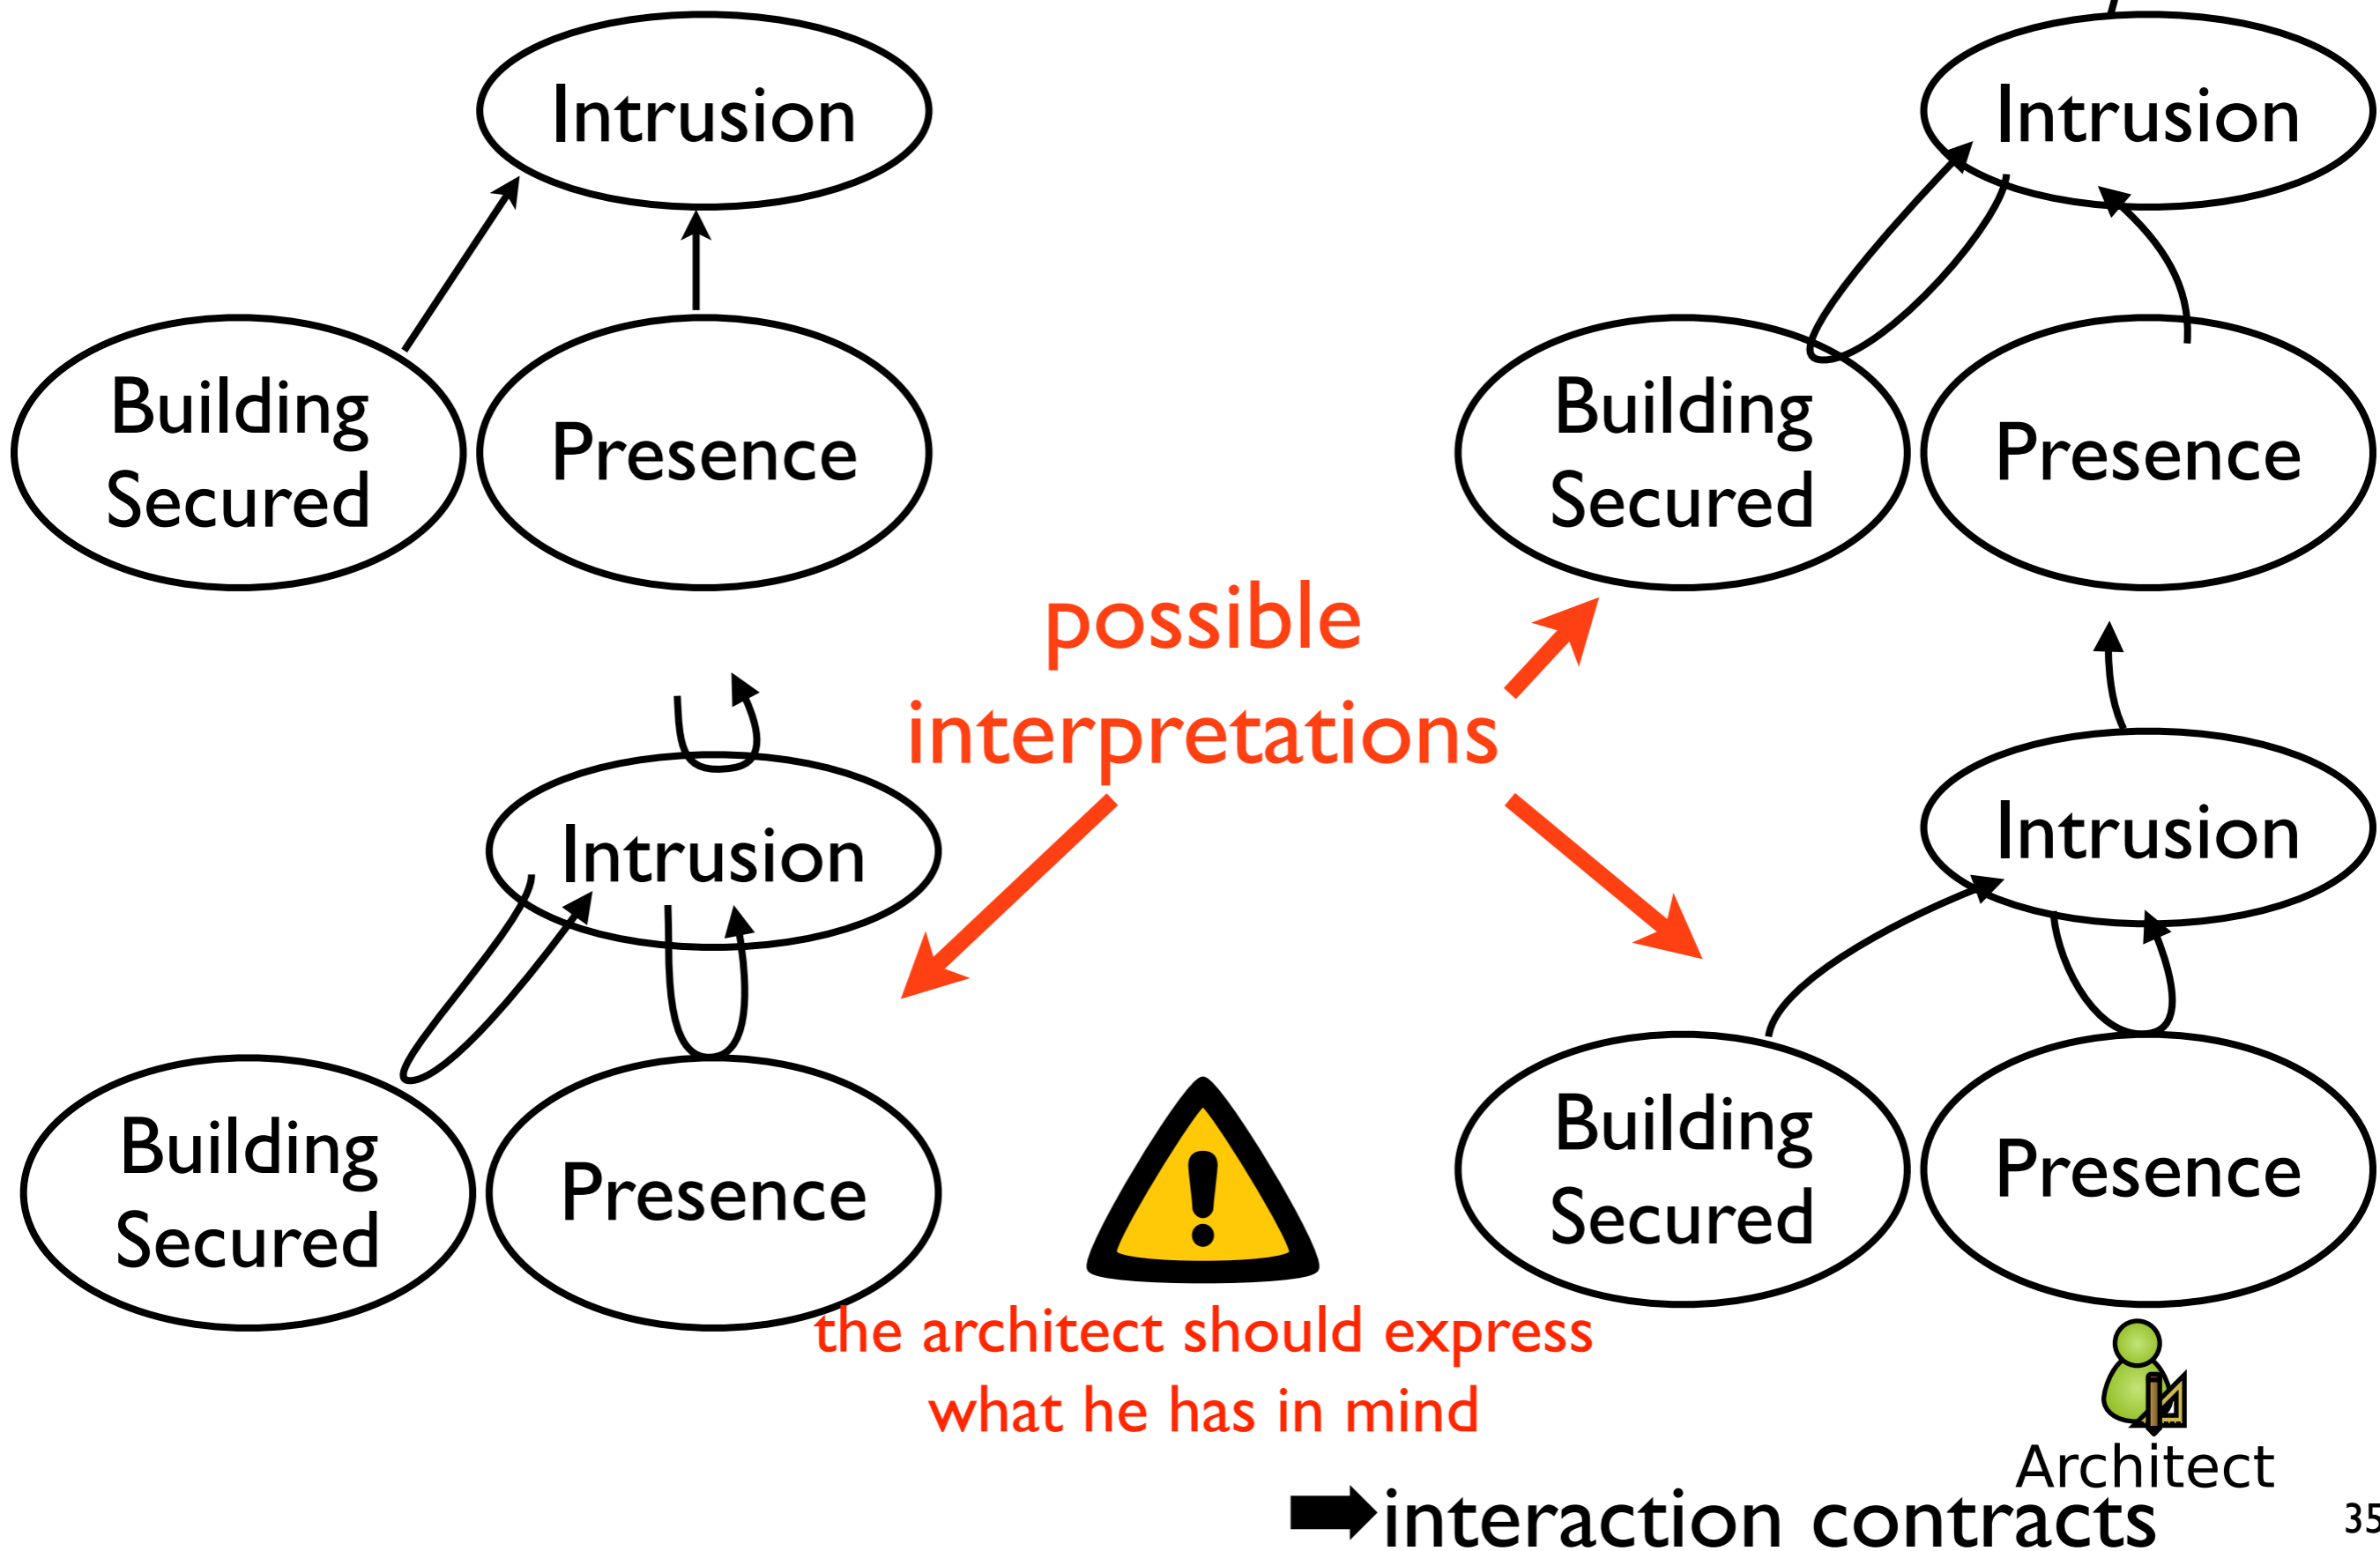 Intrusion
Intrusion
Building
Secured
Presence
Building
Secured
Presence
possible
interpretations
Intrusion
Intrusion
Building
Secured
Presence
Building
Secured
Presence
the architect should express
what he has in mind
Architect
interaction contracts
35